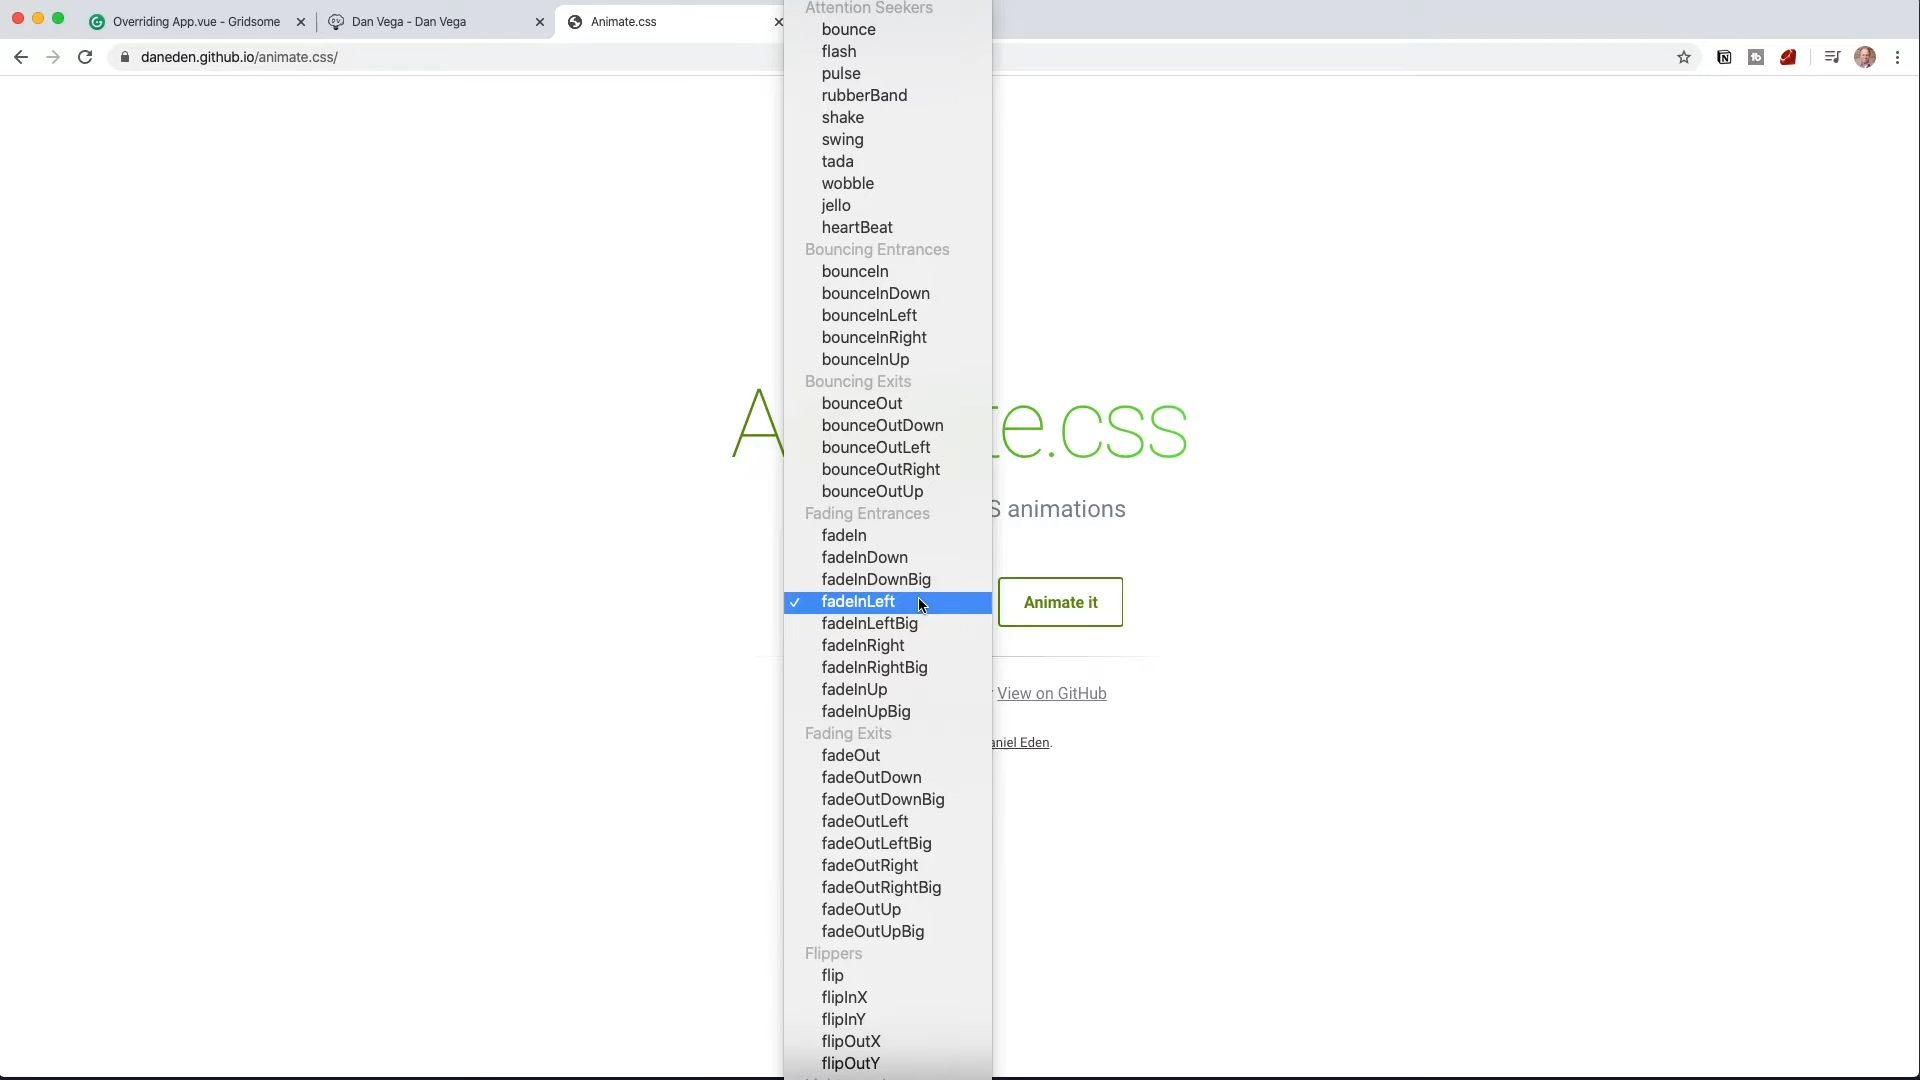 Overriding App.vue - Gridsome
Dan Vega - Dan Vega
Animate.css
daneden.github.io/animate.css/
Attention Seekers
bounce
flash
pulse
rubberBand
shake
swing
tada
wobble
jello
heartBeat
Bouncing Entrances
bounceIn
bounceInDown
bounceInLeft
bounceInRight
bounceInUp
Bouncing Exits
bounceOut
bounceOutDown
bounceOutLeft
bounceOutRight
bounceOutUp
Fading Entrances
fadeIn
fadeInDown
fadeInDownBig
✓ fadeInLeft
fadeInLeftBig
fadeInRight
fadeInRightBig
fadeInUp
fadeInUpBig
Fading Exits
fadeOut
fadeOutDown
fadeOutDownBig
fadeOutLeft
fadeOutLeftBig
fadeOutRight
fadeOutRightBig
fadeOutUp
fadeOutUpBig
Flippers
flip
flipInX
flipInY
flipOutX
flipOutY
A te.css
S animations
Animate it
View on GitHub
aniel Eden.